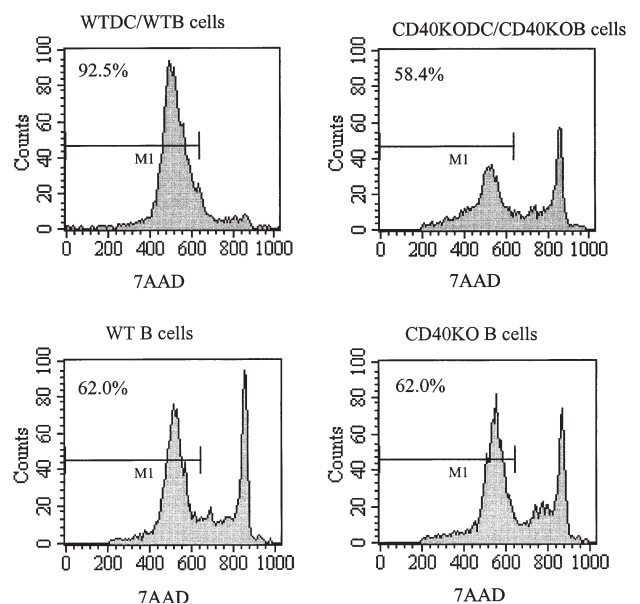 WTDC/WTB cells
92.5%
M1
Counts
0 20 40 60 80 100
0 200 400 600 800 1000
7AAD
CD40KODC/CD40KOB cells
58.4%
M1
Counts
0 20 40 60 80 100
0 200 400 600 800 1000
7AAD
WT B cells
62.0%
M1
Counts
0 20 40 60 80 100
0 200 400 600 800 1000
7AAD
CD40KO B cells
62.0%
M1
Counts
0 20 40 60 80 100
0 200 400 600 800 1000
7AAD